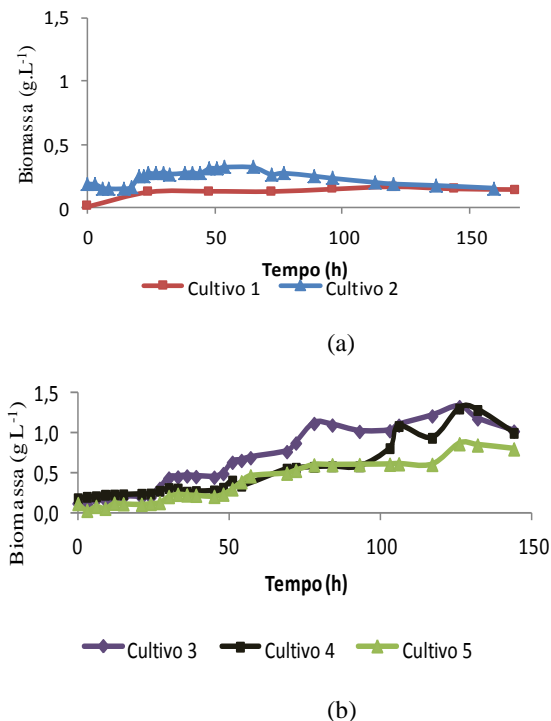 1,5
1
0,5
0
Biomassa (g.L-1)
0 50 100 150
Tempo (h)
Cultivo 1 Cultivo 2
(a)
1,5
1,0
0,5
0,0
Biomassa (g L-1)
0 50 100 150
Tempo (h)
Cultivo 3 Cultivo 4 Cultivo 5
(b)